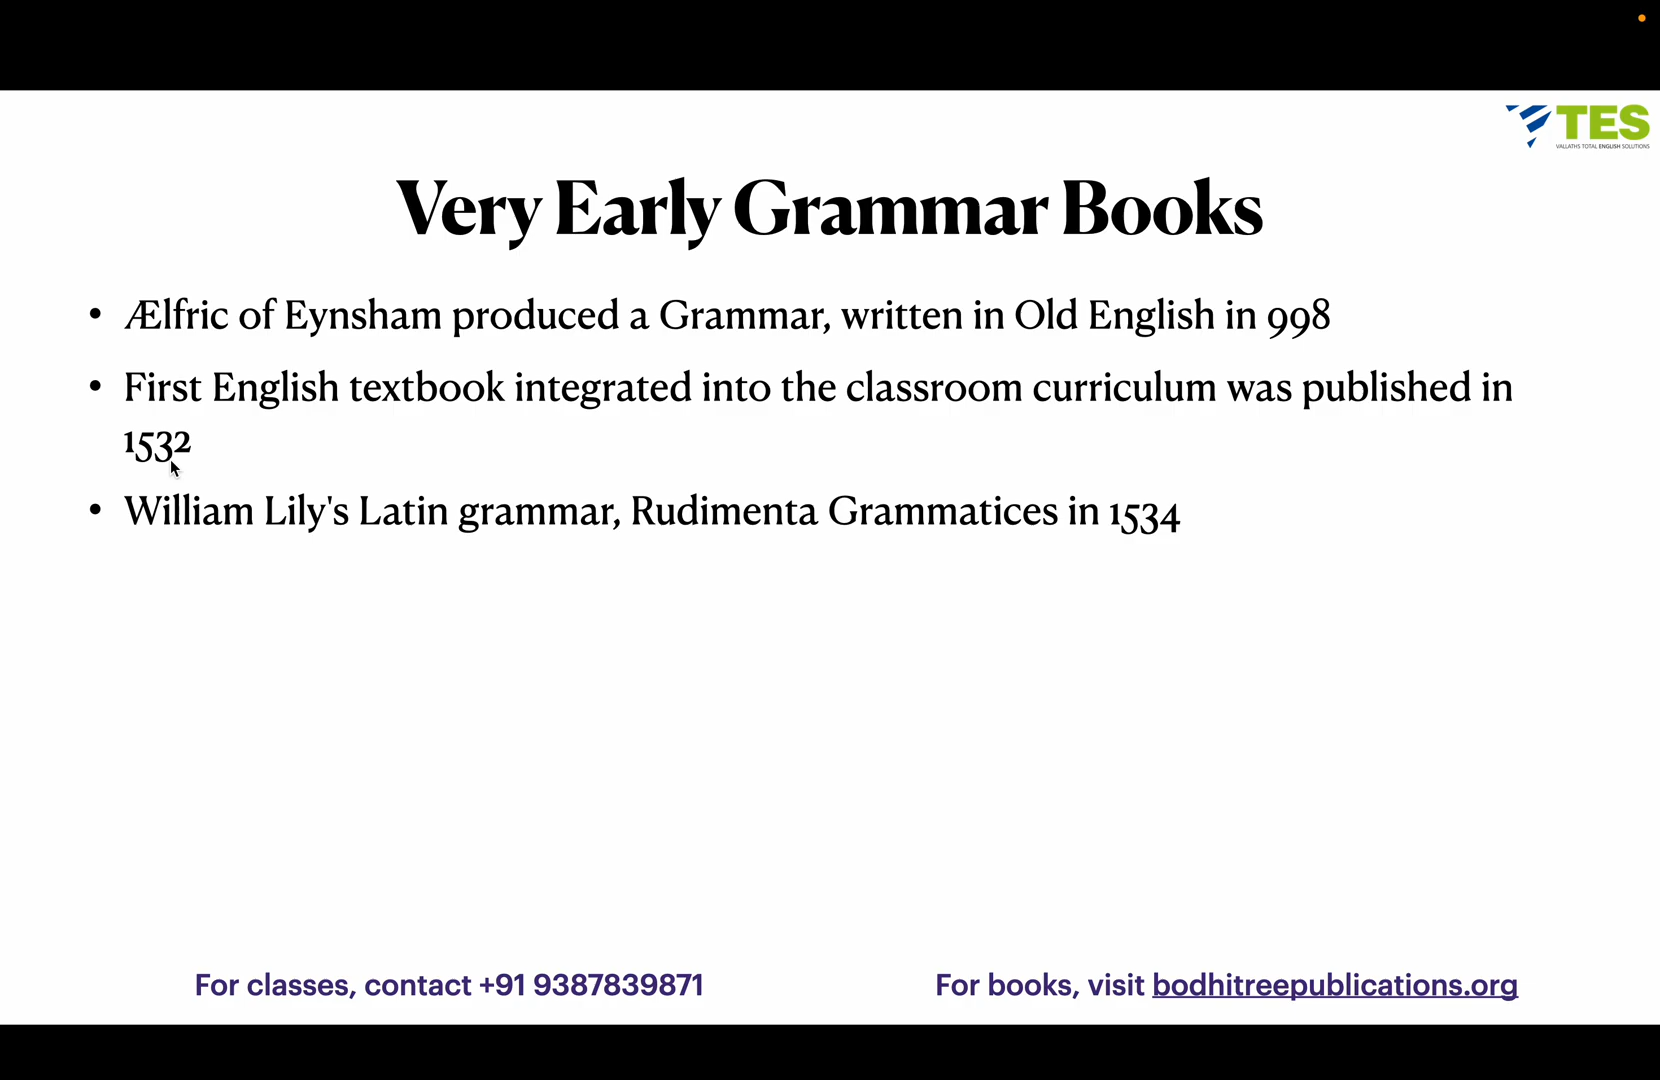 TES
VALLATHS TOTAL ENGLISH SOLUTIONS
Very Early Grammar Books
• Ælfric of Eynsham produced a Grammar, written in Old English in 998
• First English textbook integrated into the classroom curriculum was published in
1532
• William Lily's Latin grammar, Rudimenta Grammatices in 1534
For classes, contact +91 9387839871
For books, visit bodhitreepublications.org